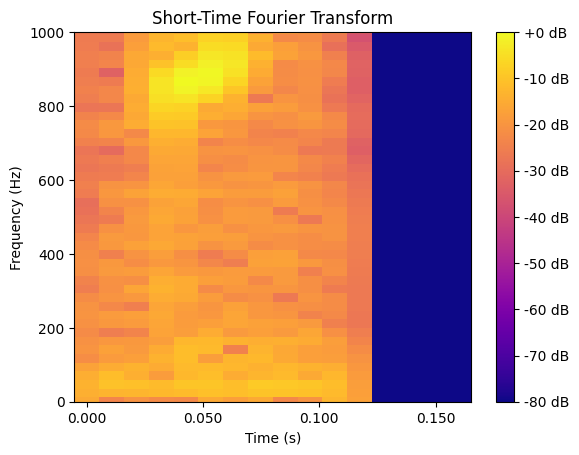 Short-Time Fourier Transform
1000
800
600
400
200
0
Frequency (Hz)
0.000
0.050
0.100
0.150
Time (s)
+0 dB
-10 dB
-20 dB
-30 dB
-40 dB
-50 dB
-60 dB
-70 dB
-80 dB